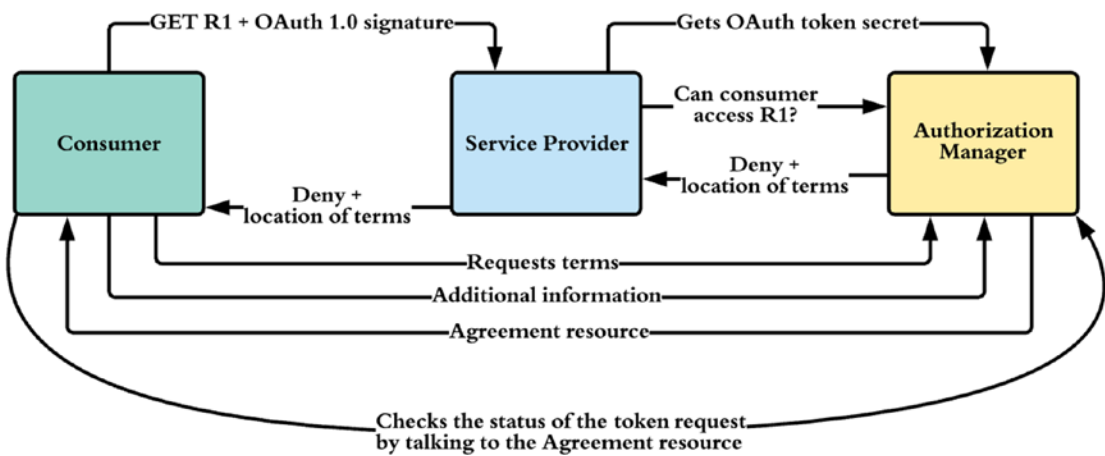 GET R1 + OAuth 1.0 signature
Gets OAuth token secret
Consumer
Service Provider
Can consumer
access R1?
Authorization
Manager
Deny +
location of terms
Deny +
location of terms
Requests terms
Additional information
Agreement resource
Checks the status of the token request
by talking to the Agreement resource